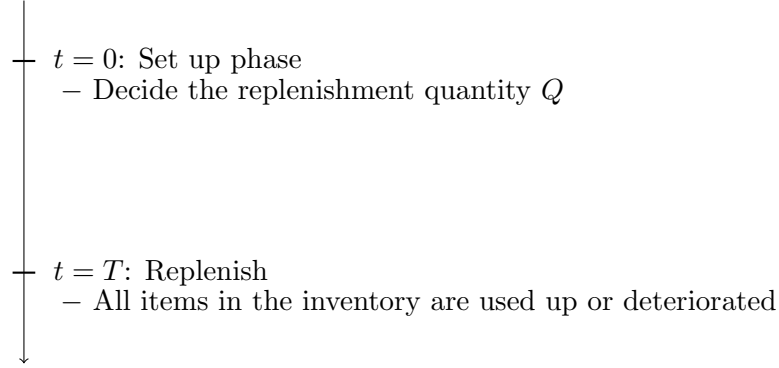 t = 0: Set up phase
– Decide the replenishment quantity Q
t = T: Replenish
– All items in the inventory are used up or deteriorated